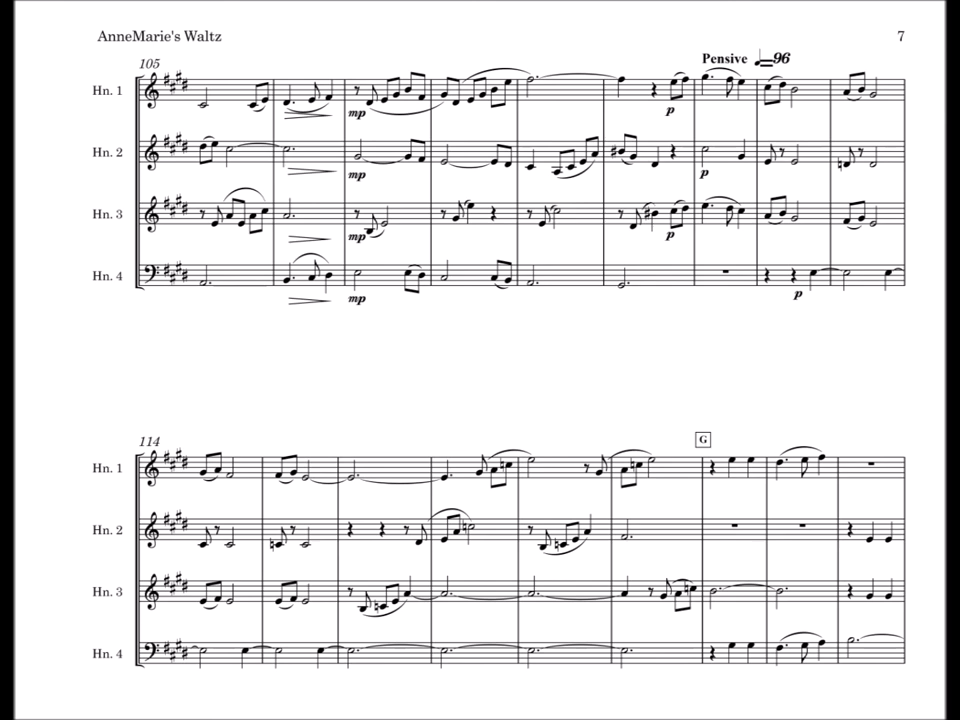 AnneMarie's Waltz 7
105 Pensive ♩=96
Hn. 1
mp p
Hn. 2
mp p
Hn. 3
mp p
Hn. 4
mp p
114 G
Hn. 1
Hn. 2
Hn. 3
Hn. 4